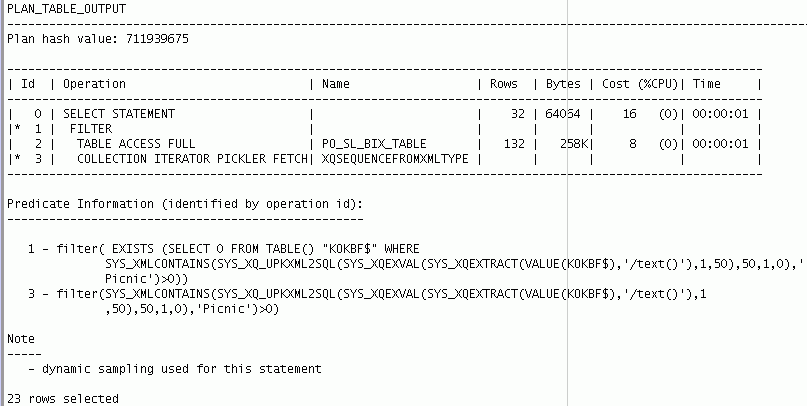 PLAN_TABLE_OUTPUT
--------------------------------------------------------------------------------
Plan hash value: 711939675
--------------------------------------------------------------------------------
| Id | Operation | Name | Rows | Bytes | Cost (%CPU)| Time |
--------------------------------------------------------------------------------
| 0 | SELECT STATEMENT | | 32 | 64064 | 16 (0)| 00:00:01 |
|* 1 | FILTER | | | | | |
| 2 | TABLE ACCESS FULL | PO_SL_BIX_TABLE | 132 | 258K| 8 (0)| 00:00:01 |
|* 3 | COLLECTION ITERATOR PICKLER FETCH| XQSEQUENCEFROMXMLTYPE | | | | |
--------------------------------------------------------------------------------
Predicate Information (identified by operation id):
---------------------------------------------------
1 - filter( EXISTS (SELECT 0 FROM TABLE() "KOKBF$" WHERE
SYS_XMLCONTAINS(SYS_XQ_UPKXML2SQL(SYS_XQEXVAL(SYS_XQEXTRACT(VALUE(KOKBF$),'/text()'),1,50),50,1,0),'
Picnic')>0))
3 - filter(SYS_XMLCONTAINS(SYS_XQ_UPKXML2SQL(SYS_XQEXVAL(SYS_XQEXTRACT(VALUE(KOKBF$),'/text()'),1
,50),50,1,0),'Picnic')>0)
Note
-----
- dynamic sampling used for this statement
23 rows selected